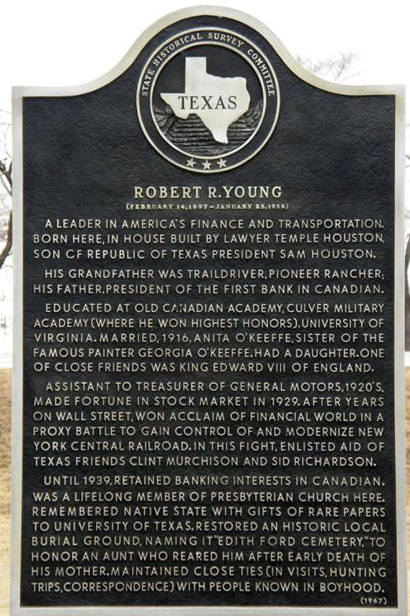 STATE HISTORICAL SURVEY COMMITTEE
TEXAS
ROBERT R. YOUNG
(FEBRUARY 14, 1897 - JANUARY 25, 1958)
A LEADER IN AMERICA'S FINANCE AND TRANSPORTATION.
BORN HERE, IN HOUSE BUILT BY LAWYER TEMPLE HOUSTON,
SON OF REPUBLIC OF TEXAS PRESIDENT SAM HOUSTON.
HIS GRANDFATHER WAS TRAILDRIVER, PIONEER RANCHER;
HIS FATHER, PRESIDENT OF THE FIRST BANK IN CANADIAN.
EDUCATED AT OLD CANADIAN ACADEMY, CULVER MILITARY
ACADEMY (WHERE HE WON HIGHEST HONORS), UNIVERSITY OF
VIRGINIA. MARRIED, 1916, ANITA O'KEEFFE, SISTER OF THE
FAMOUS PAINTER GEORGIA O'KEEFFE. HAD A DAUGHTER. ONE
OF CLOSE FRIENDS WAS KING EDWARD VIII OF ENGLAND.
ASSISTANT TO TREASURER OF GENERAL MOTORS, 1920'S,
MADE FORTUNE IN STOCK MARKET IN 1929. AFTER YEARS
ON WALL STREET, WON ACCLAIM OF FINANCIAL WORLD IN A
PROXY BATTLE TO GAIN CONTROL OF AND MODERNIZE NEW
YORK CENTRAL RAILROAD. IN THIS FIGHT, ENLISTED AID OF
TEXAS FRIENDS CLINT MURCHISON AND SID RICHARDSON.
UNTIL 1939, RETAINED BANKING INTERESTS IN CANADIAN.
WAS A LIFELONG MEMBER OF PRESBYTERIAN CHURCH HERE.
REMEMBERED NATIVE STATE WITH GIFTS OF RARE PAPERS
TO UNIVERSITY OF TEXAS. RESTORED AN HISTORIC LOCAL
BURIAL GROUND, NAMING IT "EDITH FORD CEMETERY," TO
HONOR AN AUNT WHO REARED HIM AFTER EARLY DEATH OF
HIS MOTHER. MAINTAINED CLOSE TIES (IN VISITS, HUNTING
TRIPS, CORRESPONDENCE) WITH PEOPLE KNOWN IN BOYHOOD.
(1967)